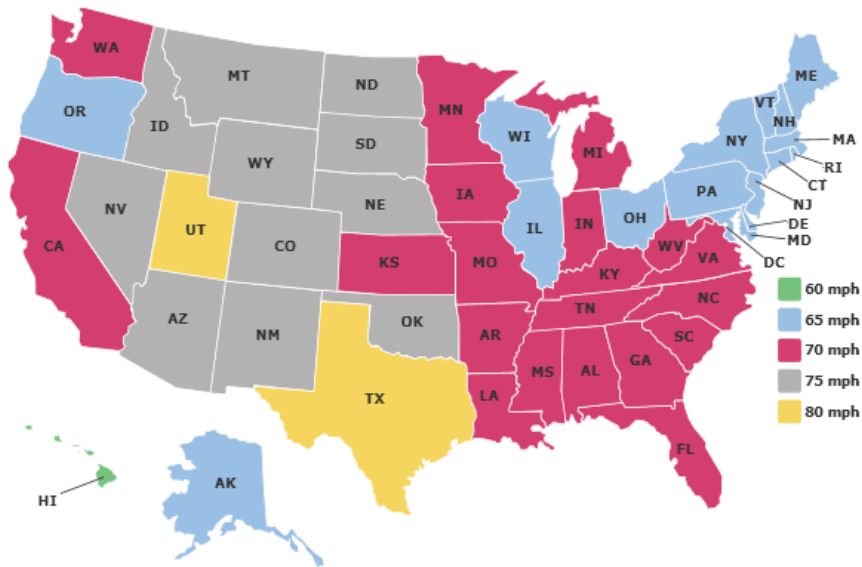 WA
MT
ND
MN
ME
VT
NH
OR
ID
SD
WI
NY
MA
MI
WY
RI
CT
NE
IA
PA
NJ
NV
UT
CO
IL
IN
OH
DE
MD
DC
CA
KS
MO
WV
VA
KY
NC
TN
AZ
NM
OK
AR
SC
MS
AL
GA
TX
LA
FL
HI
AK
60 mph
65 mph
70 mph
75 mph
80 mph